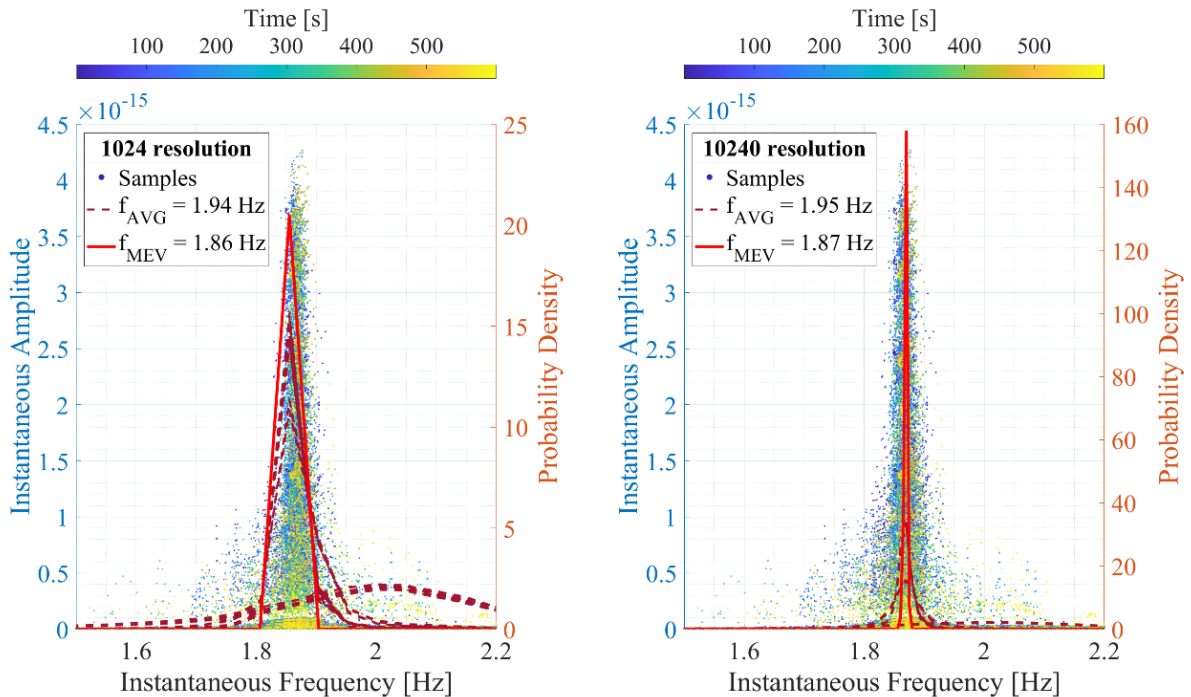 Time [s]
100 200 300 400 500
×10^-15
4.5
4
3.5
3
2.5
2
1.5
1
0.5
0
Instantaneous Amplitude
1024 resolution
Samples
f_AVG = 1.94 Hz
f_MEV = 1.86 Hz
25
20
15
10
5
0
Probability Density
1.6 1.8 2 2.2
Instantaneous Frequency [Hz]
Time [s]
100 200 300 400 500
×10^-15
4.5
4
3.5
3
2.5
2
1.5
1
0.5
0
Instantaneous Amplitude
10240 resolution
Samples
f_AVG = 1.95 Hz
f_MEV = 1.87 Hz
160
140
120
100
80
60
40
20
0
Probability Density
1.6 1.8 2 2.2
Instantaneous Frequency [Hz]